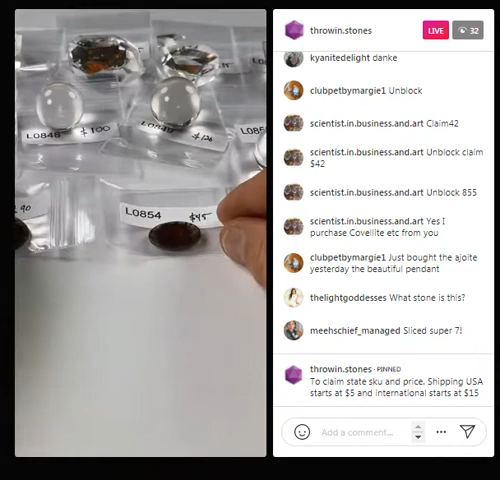 throwin.stones
LIVE
32
kyanitedelight danke
clubpetbymargie1 Unblock
scientist.in.business.and.art Claim42
scientist.in.business.and.art Unblock claim
$42
scientist.in.business.and.art Unblock 855
scientist.in.business.and.art Yes I
purchase Covellite etc from you
clubpetbymargie1 Just bought the ajoite
yesterday the beautiful pendant
thelightgoddesses What stone is this?
meehschief_managed Sliced super 7!
throwin.stones · PINNED
To claim state sku and price. Shipping USA
starts at $5 and international starts at $15
Add a comment...
L0848 $100
L0849
L085
90
L0854 $45